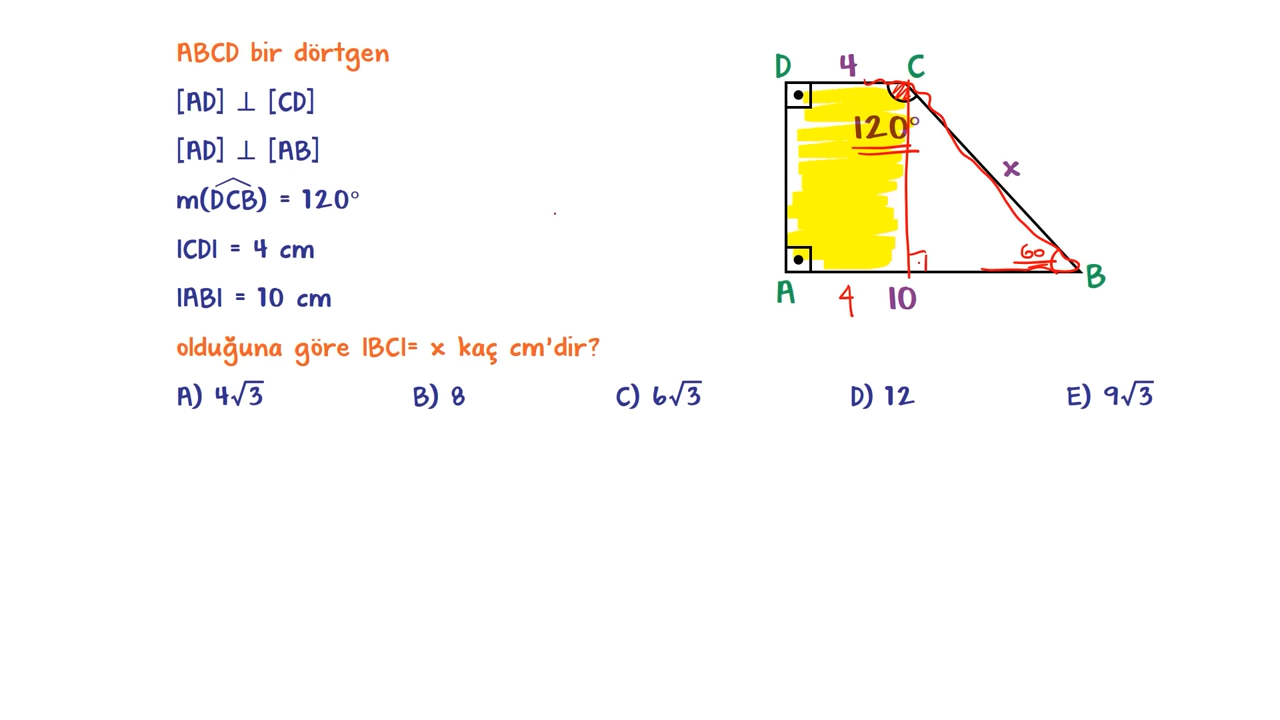 ABCD bir dörtgen
[AD] ⊥ [CD]
[AD] ⊥ [AB]
m(DCB) = 120°
|CD| = 4 cm
|AB| = 10 cm
olduğuna göre |BC|= x kaç cm'dir?
A) 4√3 B) 8 C) 6√3 D) 12 E) 9√3
D 4 C
120°
x
60
A 4 10 B